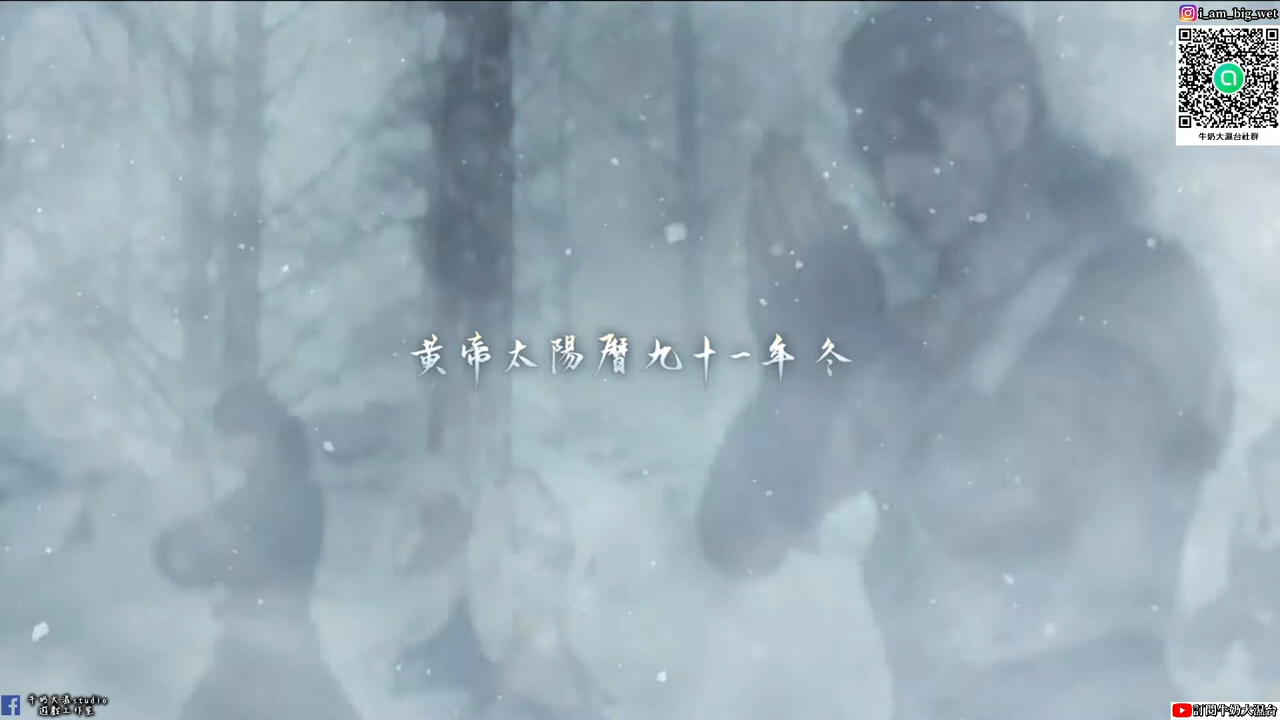 i_am_big_wet
牛奶大濕台社群
黃帝太陽曆九十一年 冬
牛奶大濕studio
遊戲工作室
訂閱牛奶大濕台